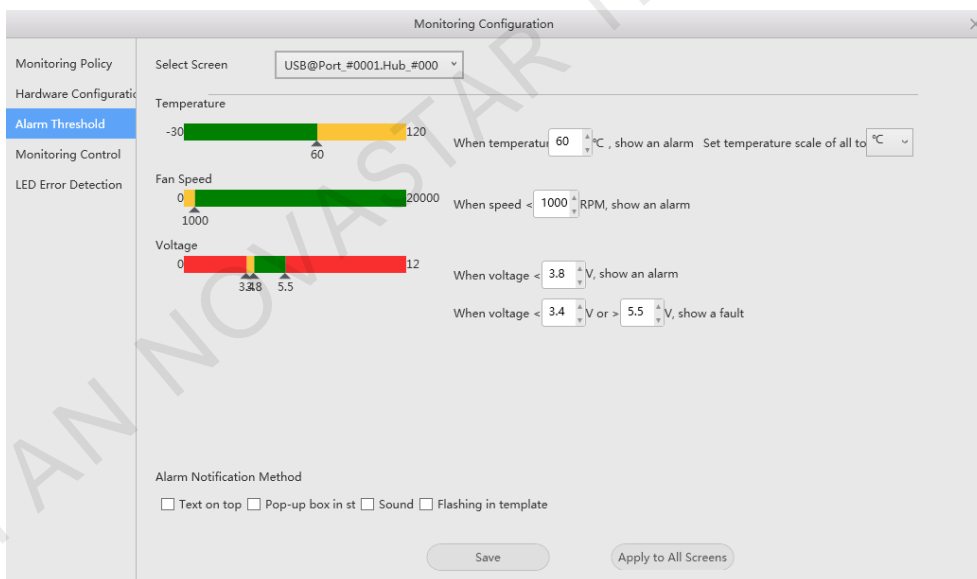 Monitoring Configuration
Monitoring Policy
Hardware Configuratic
Alarm Threshold
Monitoring Control
LED Error Detection
Select Screen USB@Port_#0001.Hub_#000
Temperature
-30 120
60
When temperatur 60 °C , show an alarm Set temperature scale of all to °C
Fan Speed
0 20000
1000
When speed < 1000 RPM, show an alarm
Voltage
0 12
5.5
When voltage < 3.8 V, show an alarm
When voltage < 3.4 V or > 5.5 V, show a fault
Alarm Notification Method
Text on top Pop-up box in st Sound Flashing in template
Save Apply to All Screens
AN NOVASTAR